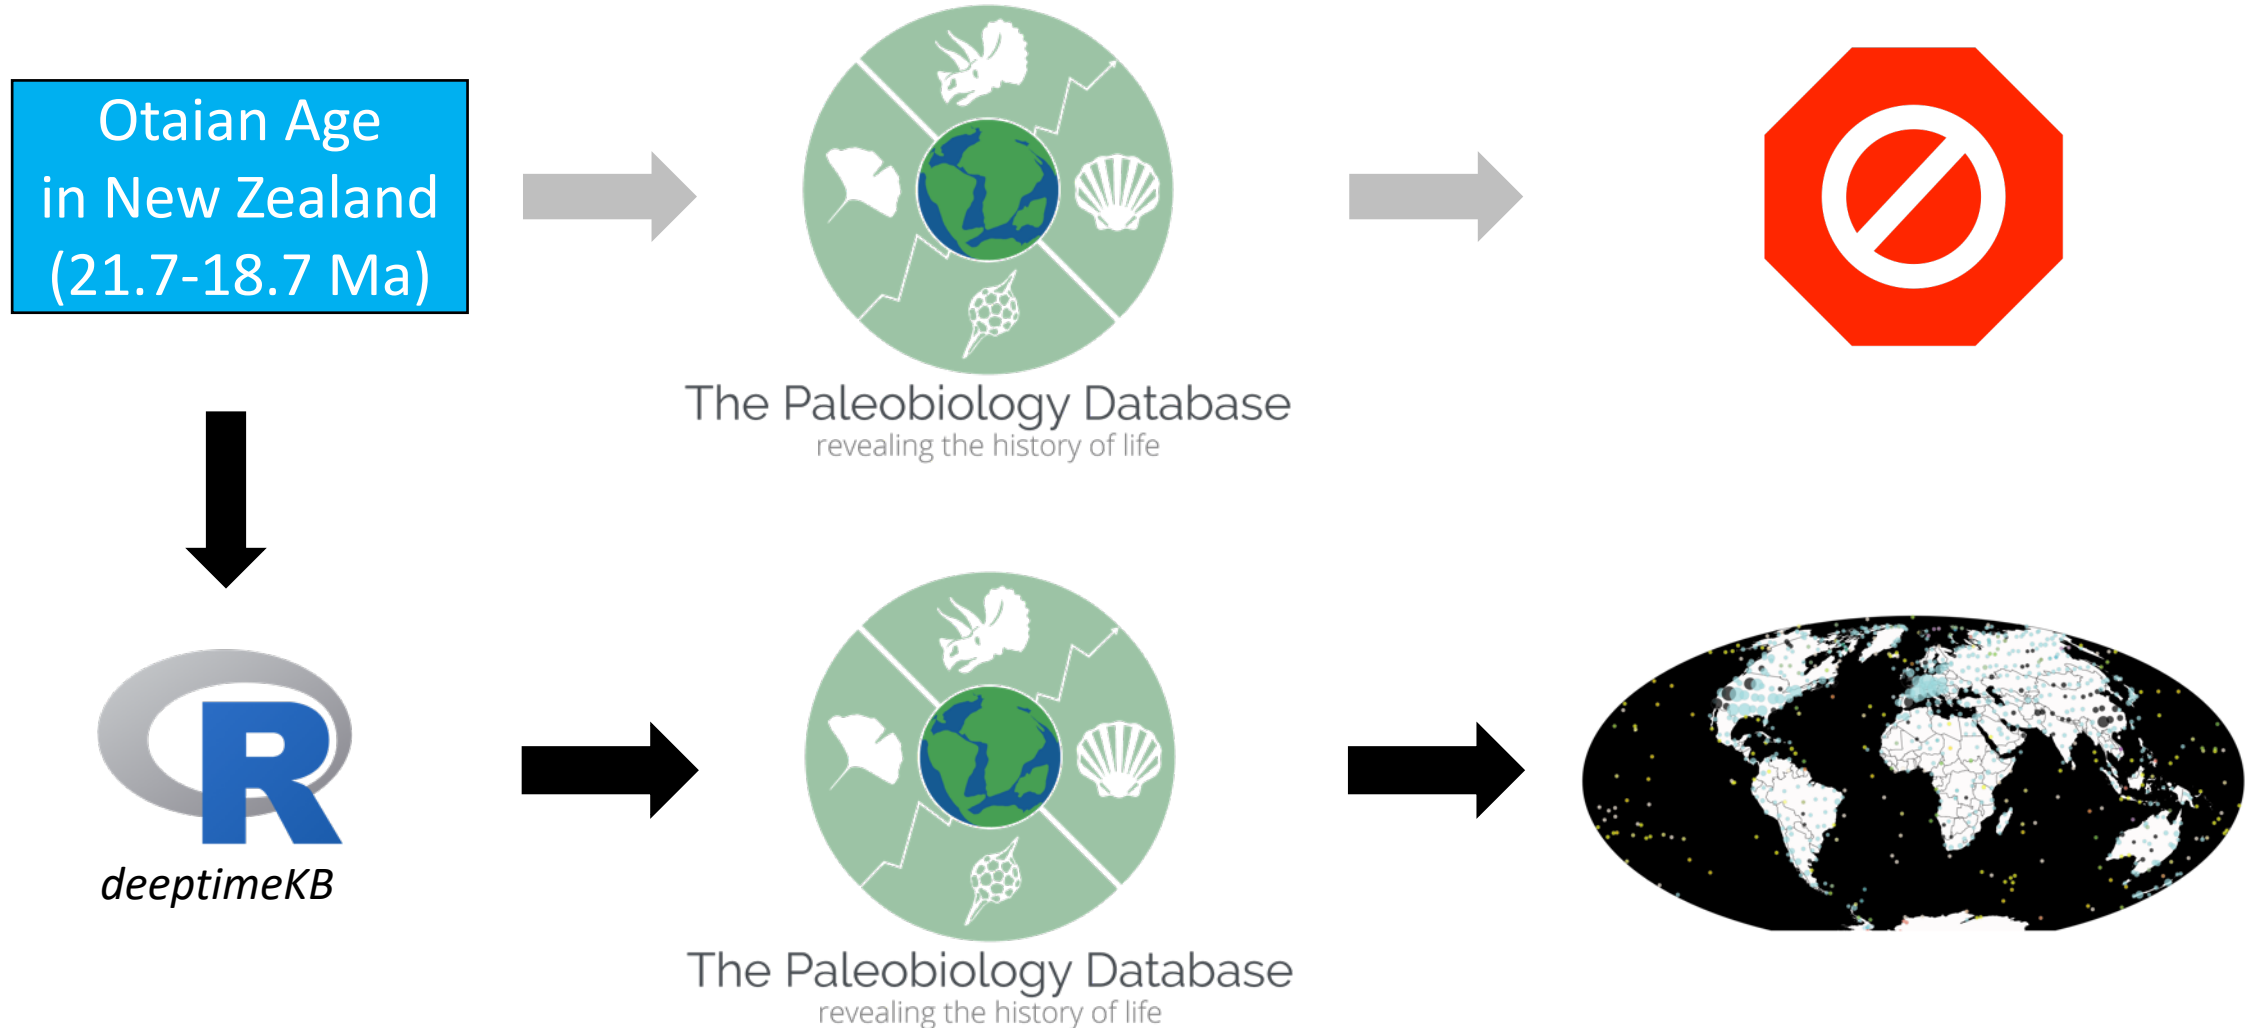 Otaian Age
in New Zealand
(21.7-18.7 Ma)
The Paleobiology Database
revealing the history of life
R
deeptimeKB
The Paleobiology Database
revealing the history of life